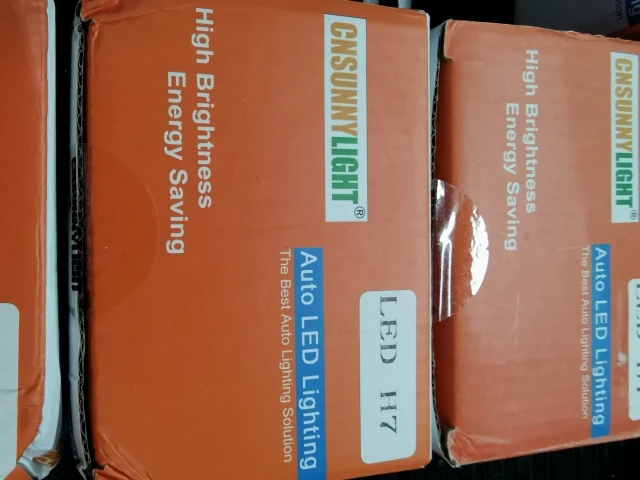 CNSUNNYLIGHT®
High Brightness
Energy Saving
Auto LED Lighting
The Best Auto Lighting Solution
LED H7
CNSUNNYLIGHT®
High Brightness
Energy Saving
Auto LED Lighting
The Best Auto Lighting Solution